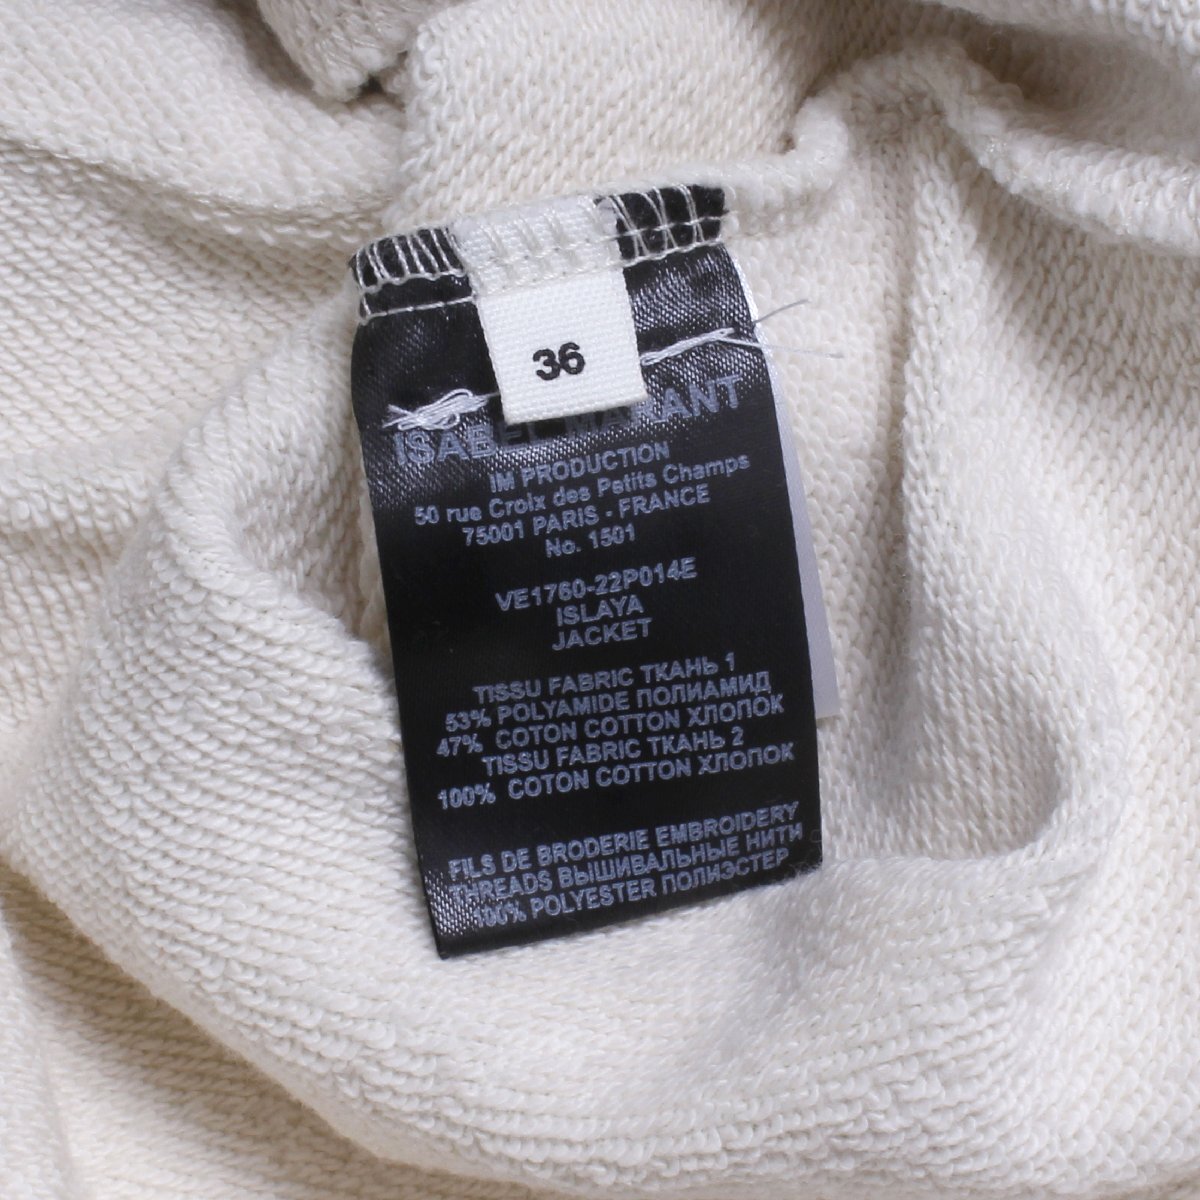 36
ISABEL MARANT
IM PRODUCTION
50 rue Croix des Petits Champs
75001 PARIS - FRANCE
No. 1501
VE1760-22P014E
ISLAYA
JACKET
TISSU FABRIC ТКАНЬ 1
53% POLYAMIDE ПОЛИАМИД
47% COTON COTTON ХЛОПОК
TISSU FABRIC ТКАНЬ 2
100% COTON COTTON ХЛОПОК
FILS DE BRODERIE EMBROIDERY
THREADS ВЫШИВАЛЬНЫЕ НИТИ
100% POLYESTER ПОЛИЭСТЕР